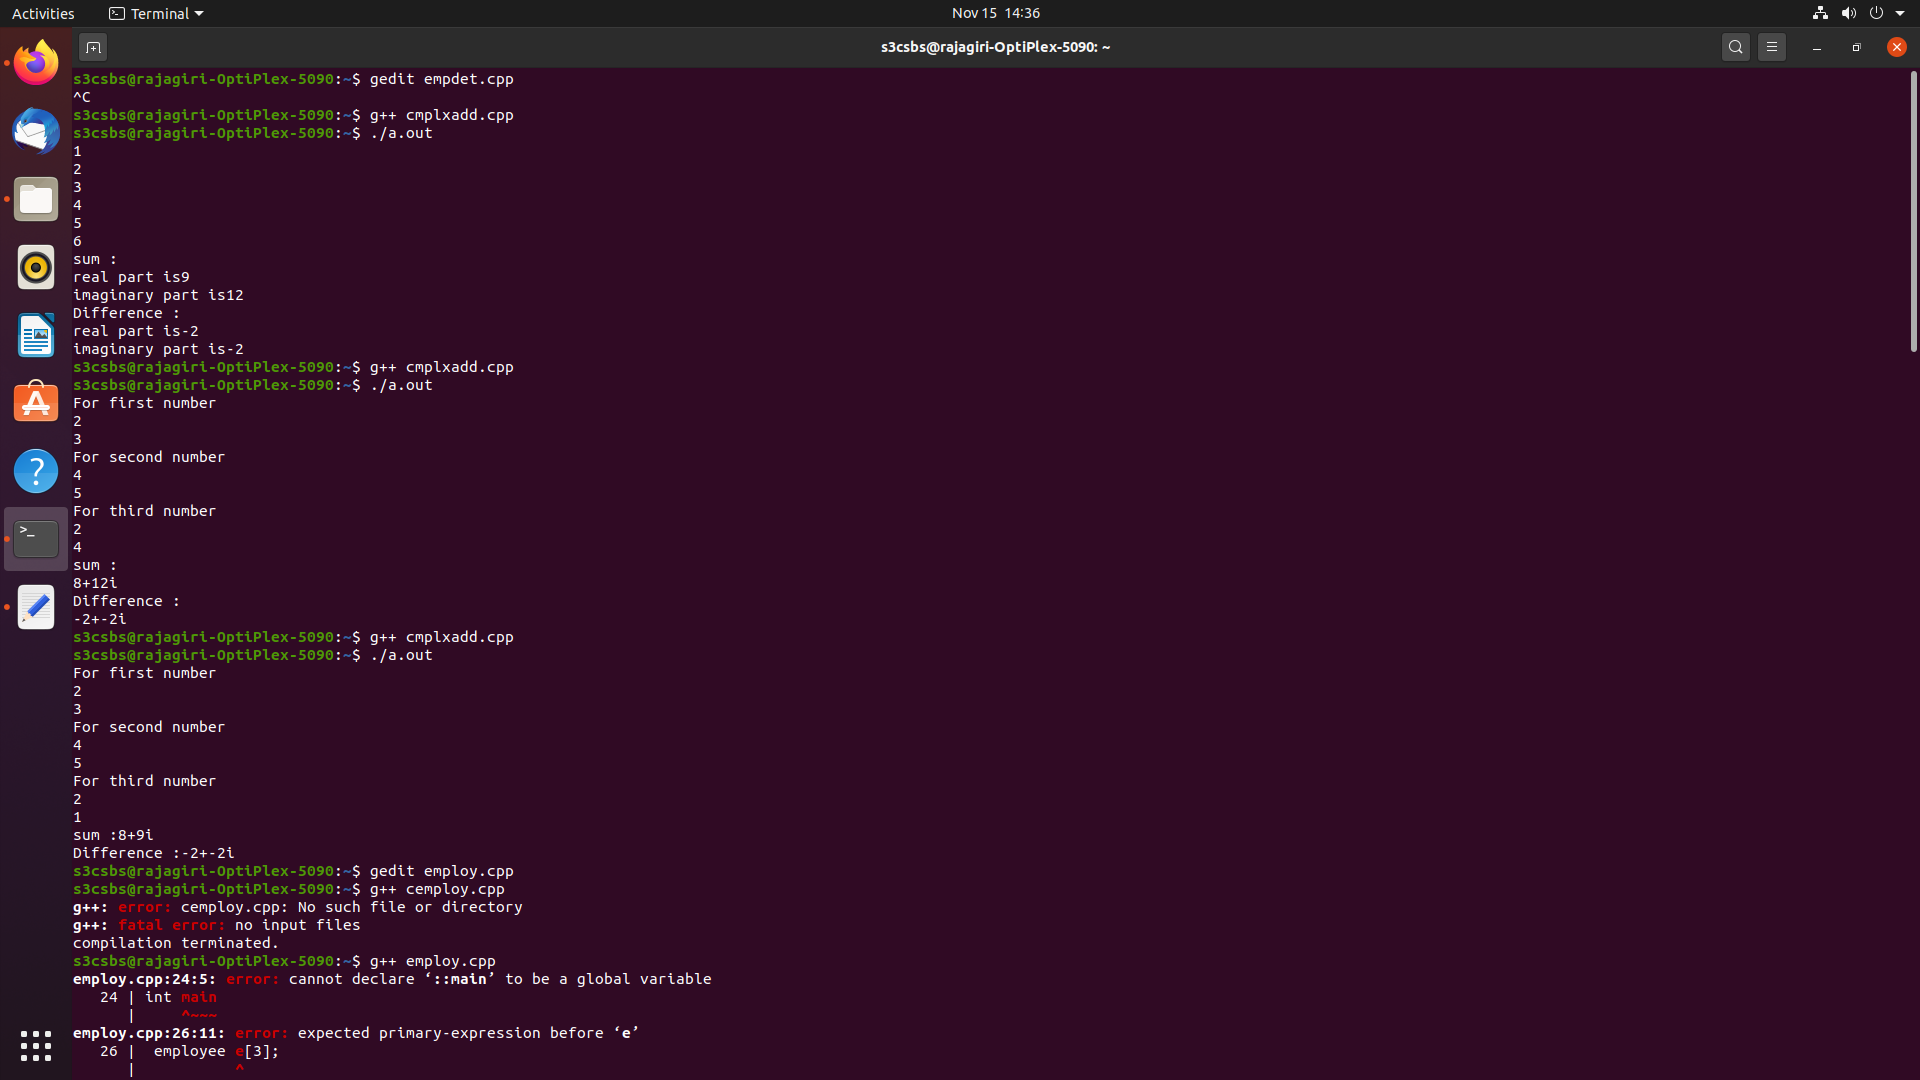 Activities
Terminal
Nov 15 14:36
s3csbs@rajagiri-OptiPlex-5090: ~
s3csbs@rajagiri-OptiPlex-5090:~$ gedit empdet.cpp
^C
s3csbs@rajagiri-OptiPlex-5090:~$ g++ cmplxadd.cpp
s3csbs@rajagiri-OptiPlex-5090:~$ ./a.out
1
2
3
4
5
6
sum :
real part is9
imaginary part is12
Difference :
real part is-2
imaginary part is-2
s3csbs@rajagiri-OptiPlex-5090:~$ g++ cmplxadd.cpp
s3csbs@rajagiri-OptiPlex-5090:~$ ./a.out
For first number
2
3
For second number
4
5
For third number
2
4
sum :
8+12i
Difference :
-2+-2i
s3csbs@rajagiri-OptiPlex-5090:~$ g++ cmplxadd.cpp
s3csbs@rajagiri-OptiPlex-5090:~$ ./a.out
For first number
2
3
For second number
4
5
For third number
2
1
sum :8+9i
Difference :-2+-2i
s3csbs@rajagiri-OptiPlex-5090:~$ gedit employ.cpp
s3csbs@rajagiri-OptiPlex-5090:~$ g++ cemploy.cpp
g++: error: cemploy.cpp: No such file or directory
g++: fatal error: no input files
compilation terminated.
s3csbs@rajagiri-OptiPlex-5090:~$ g++ employ.cpp
employ.cpp:24:5: error: cannot declare ‘::main’ to be a global variable
   24 | int main
      |     ^~~~
employ.cpp:26:11: error: expected primary-expression before ‘e’
   26 |  employee e[3];
      |           ^